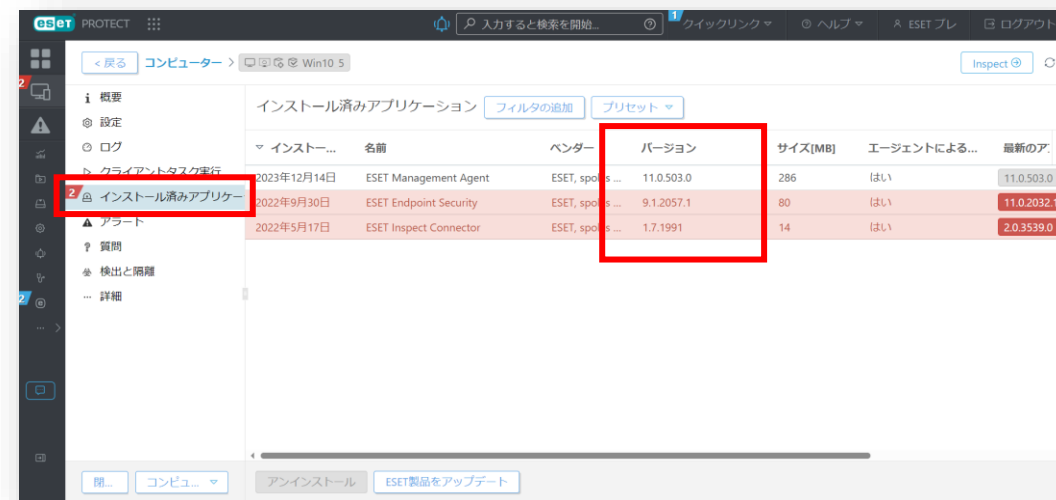 eset PROTECT 入力すると検索を開始... 1 クイックリンク ヘルプ ESET プレ ログアウト
< 戻る コンピューター > Win10 5 Inspect
2
i 概要
設定
ログ
クライアントタスク実行
2 インストール済みアプリケー
アラート
? 質問
検出と隔離
... 詳細
2
インストール済みアプリケーション フィルタの追加 プリセット
インストー... 名前 ベンダー バージョン サイズ[MB] エージェントによる... 最新のア
2023年12月14日 ESET Management Agent ESET, spol. s ... 11.0.503.0 286 はい 11.0.503.0
2022年9月30日 ESET Endpoint Security ESET, spol. s ... 9.1.2057.1 80 はい 11.0.2032.1
2022年5月17日 ESET Inspect Connector ESET, spol. s ... 1.7.1991 14 はい 2.0.3539.0
閉... コンピュ... アンインストール ESET製品をアップデート